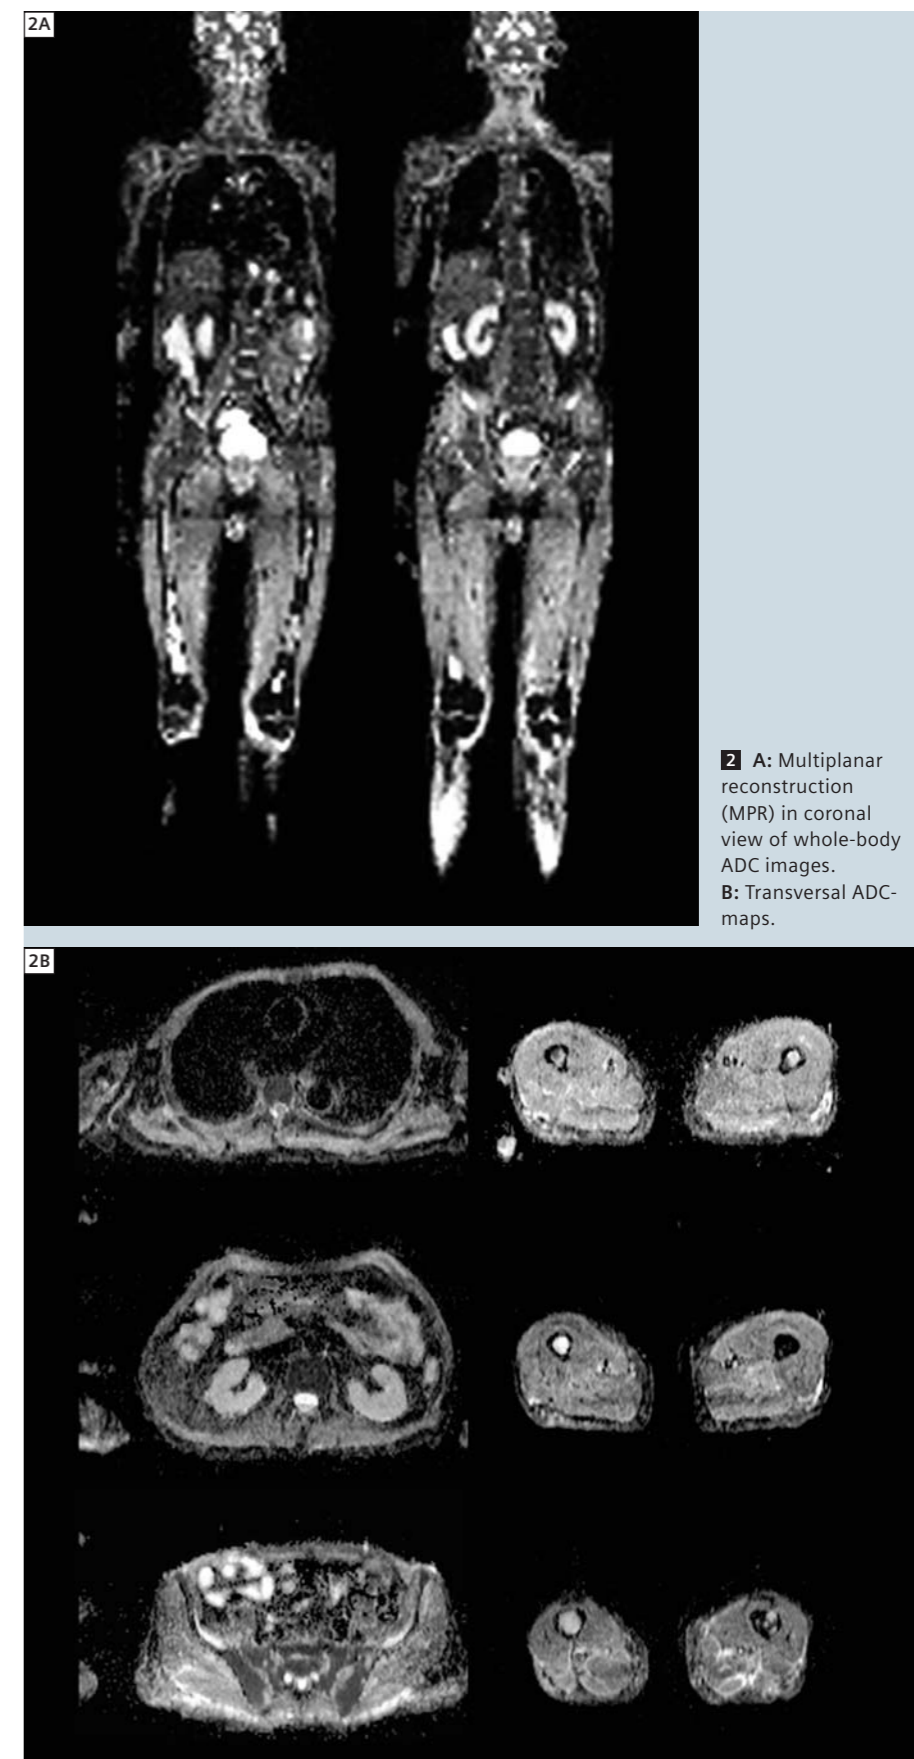 2A
2 A: Multiplanar
reconstruction
(MPR) in coronal
view of whole-body
ADC images.
B: Transversal ADC-
maps.
2B